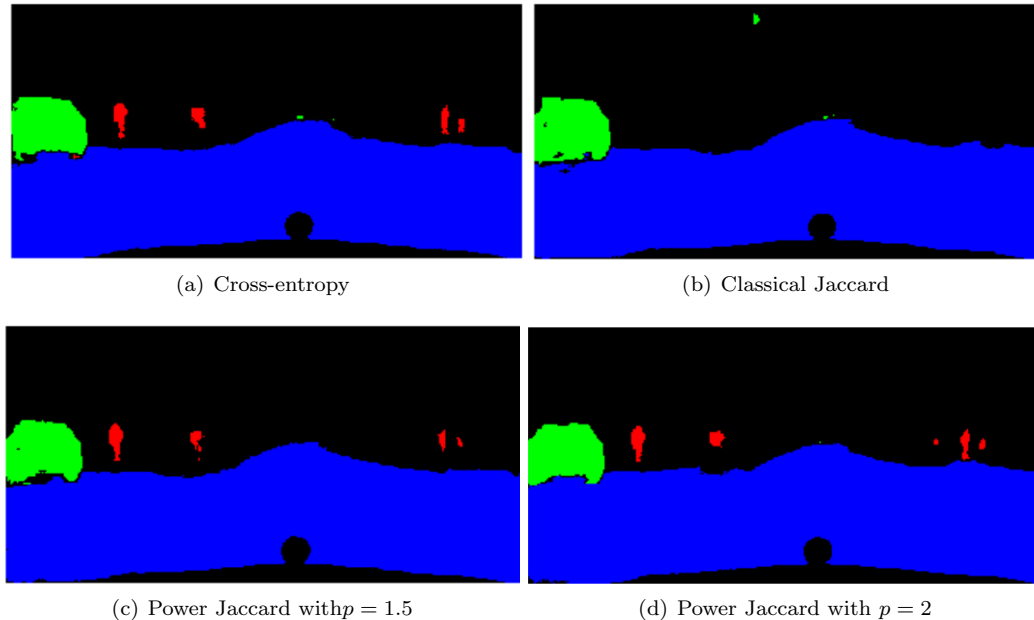 (a) Cross-entropy
(b) Classical Jaccard
(c) Power Jaccard withp = 1.5
(d) Power Jaccard with p = 2